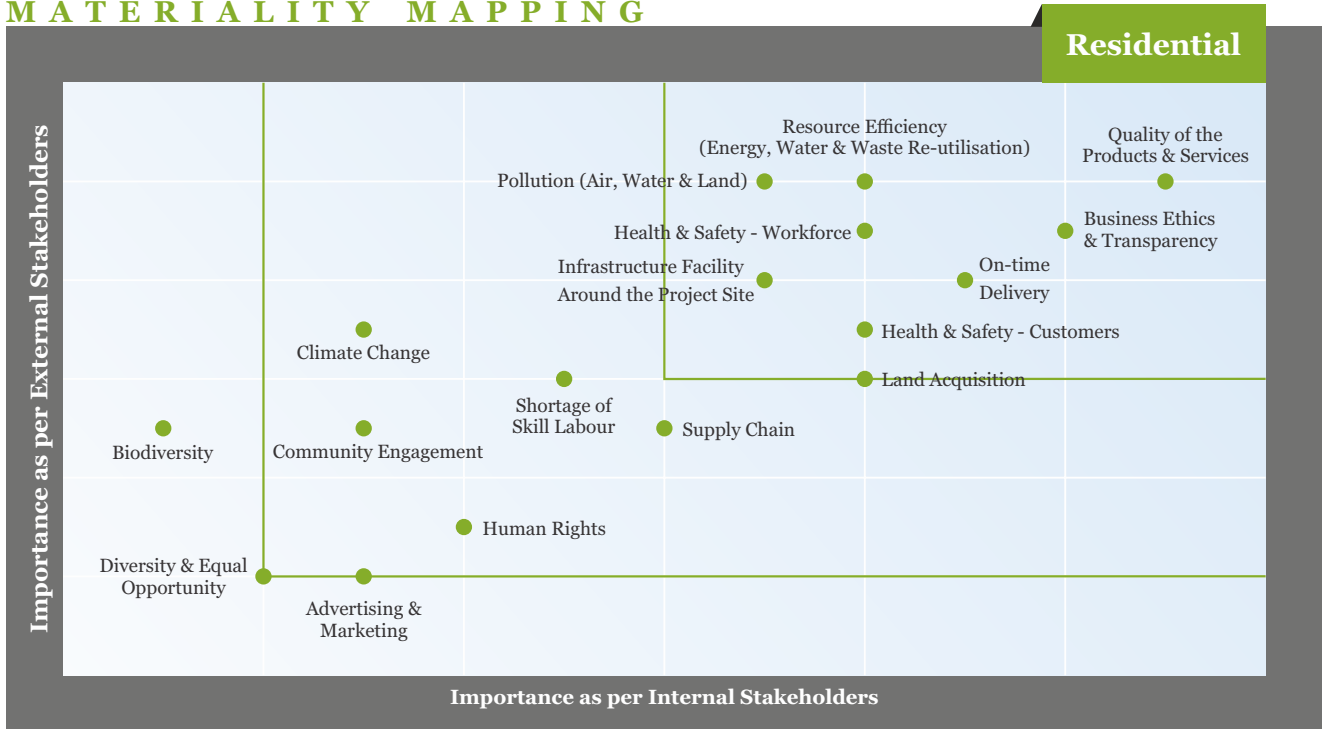 MATERIALITY MAPPING
Residential
Importance as per External Stakeholders
Resource Efficiency
(Energy, Water & Waste Re-utilisation)
Quality of the
Products & Services
Pollution (Air, Water & Land)
Health & Safety - Workforce
Business Ethics
& Transparency
Infrastructure Facility
Around the Project Site
On-time
Delivery
Health & Safety - Customers
Climate Change
Land Acquisition
Shortage of
Skill Labour
Supply Chain
Biodiversity
Community Engagement
Human Rights
Diversity & Equal
Opportunity
Advertising &
Marketing
Importance as per Internal Stakeholders